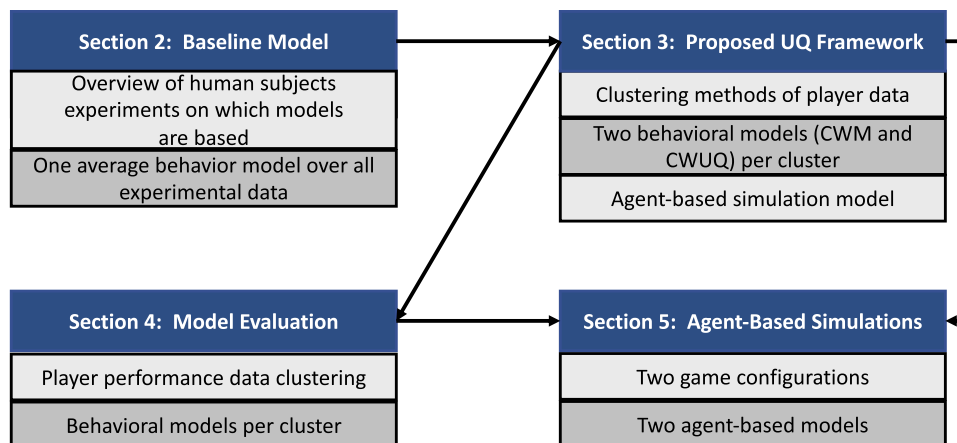 Section 2:  Baseline Model
Overview of human subjects
experiments on which models
are based
One average behavior model over all
experimental data
Section 3:  Proposed UQ Framework
Clustering methods of player data
Two behavioral models (CWM and
CWUQ) per cluster
Agent-based simulation model
Section 4:  Model Evaluation
Player performance data clustering
Behavioral models per cluster
Section 5:  Agent-Based Simulations
Two game configurations
Two agent-based models